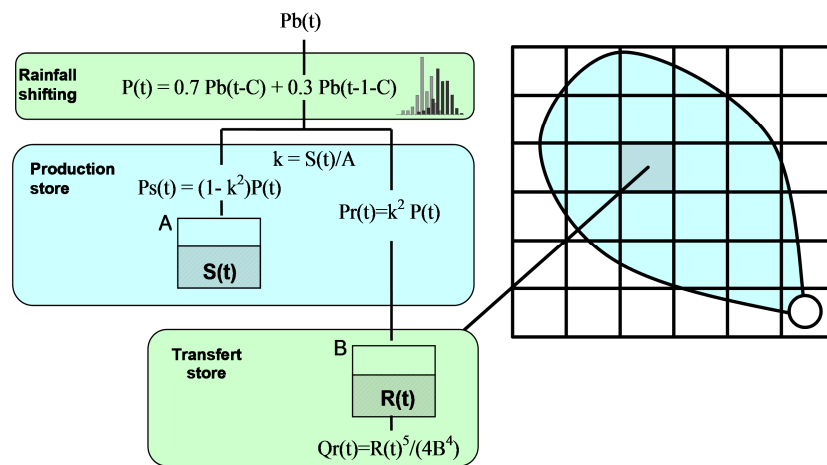 Pb(t)
Rainfall
shifting
P(t) = 0.7 Pb(t-C) + 0.3 Pb(t-1-C)
Production
store
k = S(t)/A
Ps(t) = (1- k²)P(t)
Pr(t)=k² P(t)
A
S(t)
Transfert
store
B
R(t)
Qr(t)=R(t)⁵/(4B⁴)